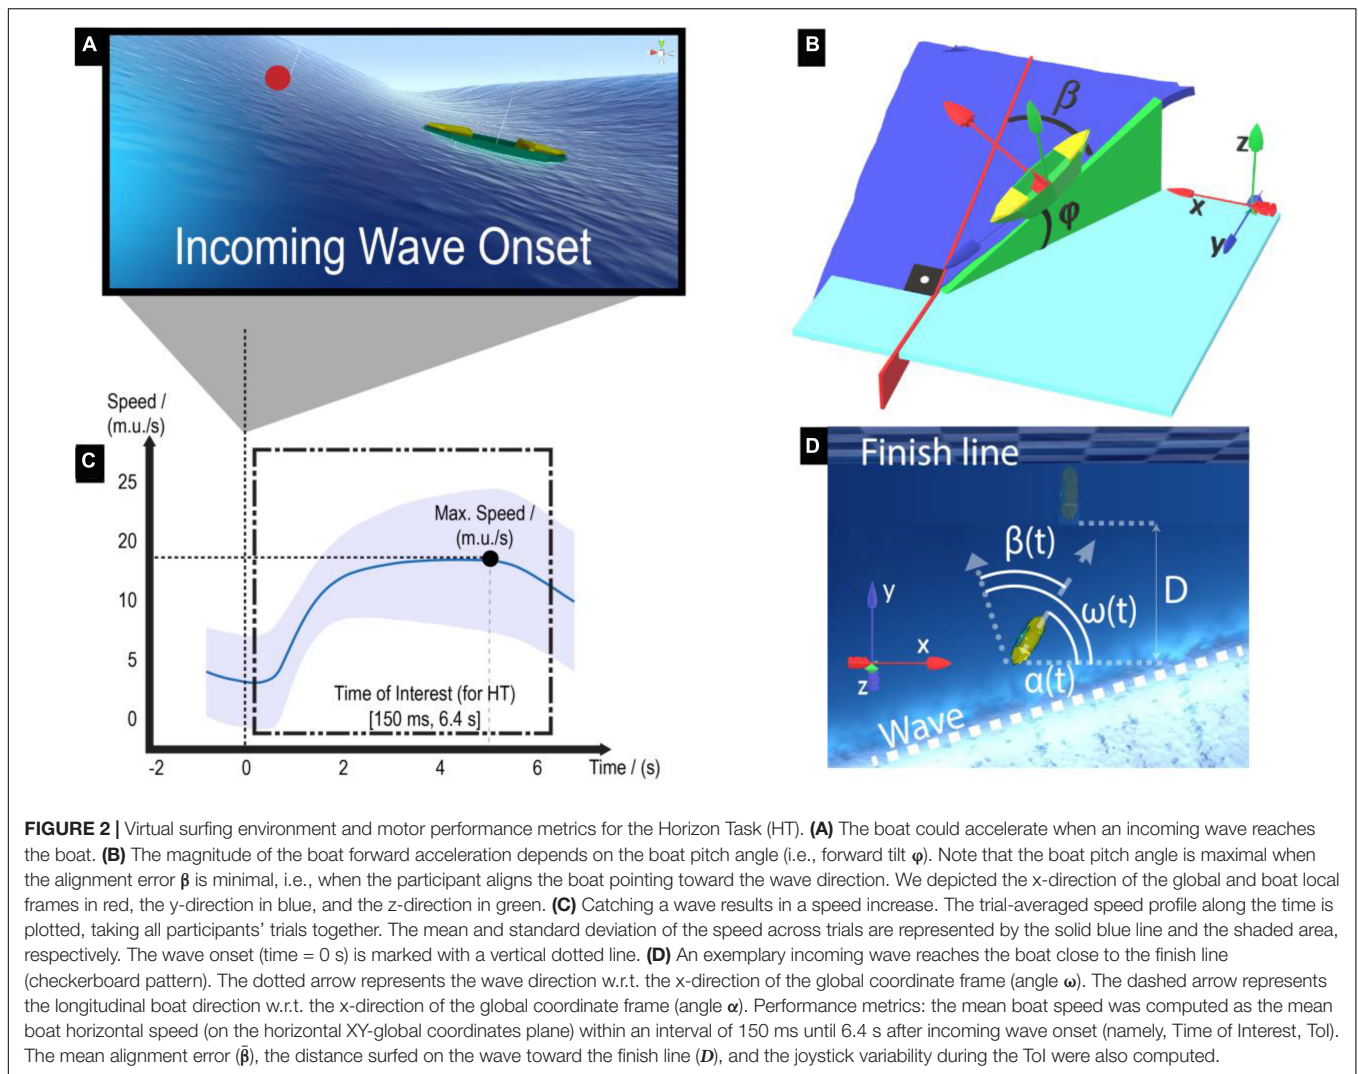 A
Incoming Wave Onset
B
β
φ
z
x
y
Speed /
(m.u./s)
C
25
20
10
5
0
Max. Speed /
(m.u./s)
Time of Interest (for HT)
[150 ms, 6.4 s]
-2
0
2
4
6
Time / (s)
D
Finish line
β(t)
D
ω(t)
y
x
z
α(t)
Wave
FIGURE 2 | Virtual surfing environment and motor performance metrics for the Horizon Task (HT). (A) The boat could accelerate when an incoming wave reaches
the boat. (B) The magnitude of the boat forward acceleration depends on the boat pitch angle (i.e., forward tilt φ). Note that the boat pitch angle is maximal when
the alignment error β is minimal, i.e., when the participant aligns the boat pointing toward the wave direction. We depicted the x-direction of the global and boat local
frames in red, the y-direction in blue, and the z-direction in green. (C) Catching a wave results in a speed increase. The trial-averaged speed profile along the time is
plotted, taking all participants’ trials together. The mean and standard deviation of the speed across trials are represented by the solid blue line and the shaded area,
respectively. The wave onset (time = 0 s) is marked with a vertical dotted line. (D) An exemplary incoming wave reaches the boat close to the finish line
(checkerboard pattern). The dotted arrow represents the wave direction w.r.t. the x-direction of the global coordinate frame (angle ω). The dashed arrow represents
the longitudinal boat direction w.r.t. the x-direction of the global coordinate frame (angle α). Performance metrics: the mean boat speed was computed as the mean
boat horizontal speed (on the horizontal XY-global coordinates plane) within an interval of 150 ms until 6.4 s after incoming wave onset (namely, Time of Interest, ToI).
The mean alignment error (β̄), the distance surfed on the wave toward the finish line (D), and the joystick variability during the ToI were also computed.